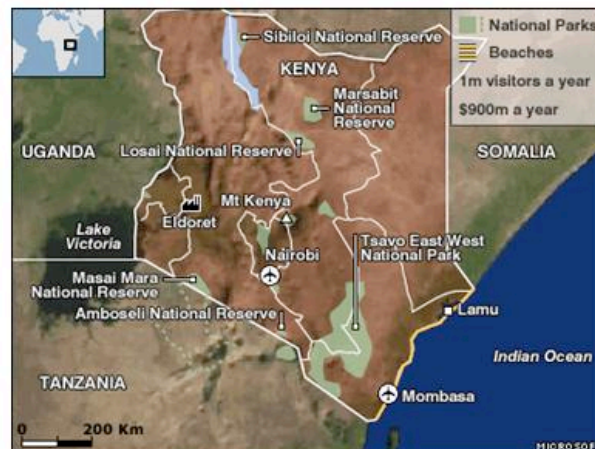 National Parks
Beaches
1m visitors a year
$900m a year
Sibiloi National Reserve
KENYA
Marsabit
National
Reserve
UGANDA
Losai National Reserve
SOMALIA
Mt Kenya
Eldoret
Lake
Victoria
Nairobi
Tsavo East West
National Park
Masai Mara
National Reserve
Amboseli National Reserve
Lamu
Indian Ocean
TANZANIA
Mombasa
0
200 Km
MICROSOF